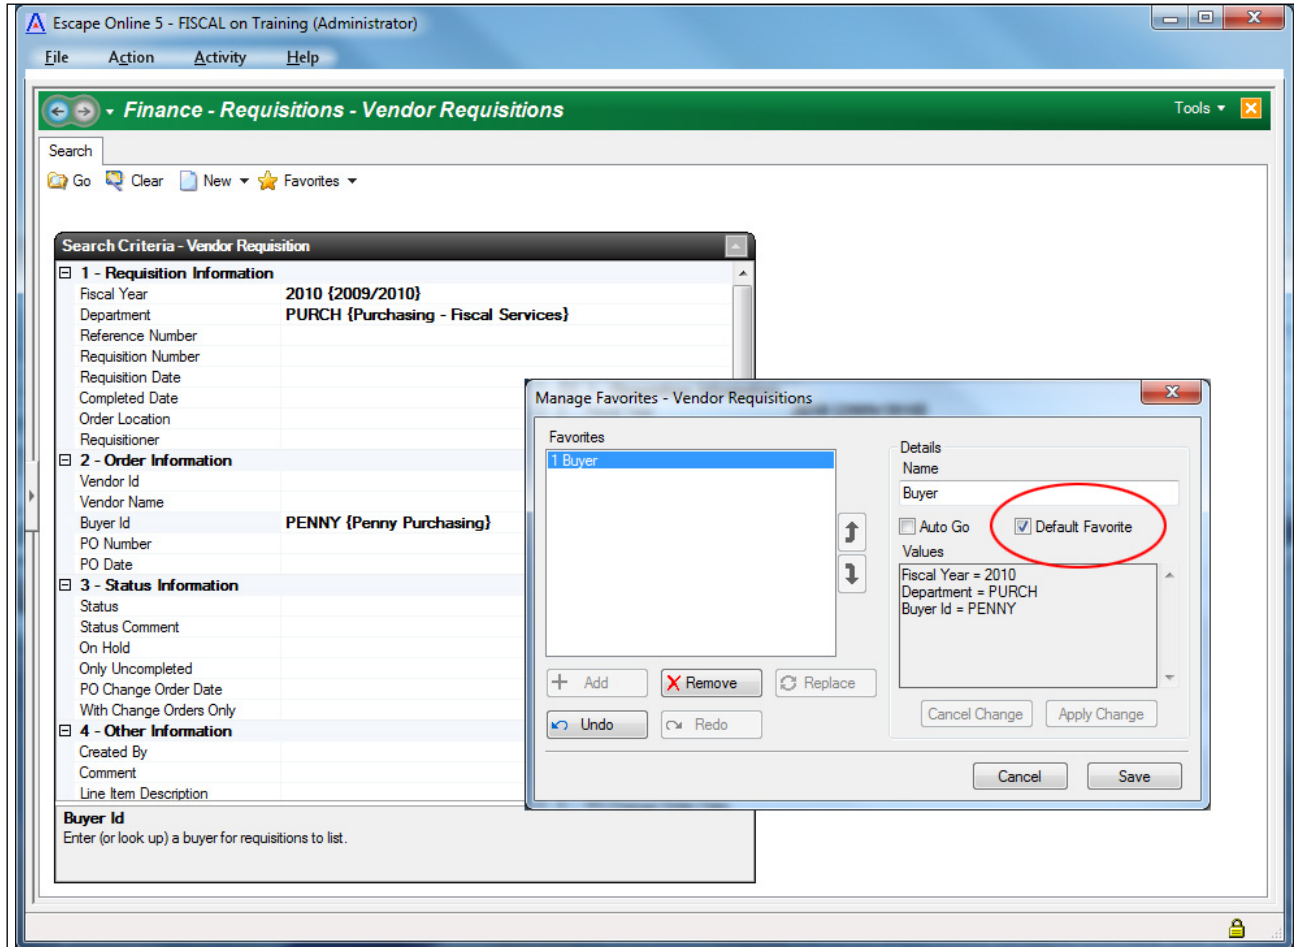 Escape Online 5 - FISCAL on Training (Administrator)
File Action Activity Help
Finance - Requisitions - Vendor Requisitions
Tools
Search
Go Clear New Favorites
Search Criteria - Vendor Requisition
1 - Requisition Information
Fiscal Year 2010 {2009/2010}
Department PURCH {Purchasing - Fiscal Services}
Reference Number
Requisition Number
Requisition Date
Completed Date
Order Location
Requisitioner
2 - Order Information
Vendor Id
Vendor Name
Buyer Id PENNY {Penny Purchasing}
PO Number
PO Date
3 - Status Information
Status
Status Comment
On Hold
Only Uncompleted
PO Change Order Date
With Change Orders Only
4 - Other Information
Created By
Comment
Line Item Description
Buyer Id
Enter (or look up) a buyer for requisitions to list.
Manage Favorites - Vendor Requisitions
Favorites
1 Buyer
Add Remove Replace
Undo Redo
Details
Name
Buyer
Auto Go Default Favorite
Values
Fiscal Year = 2010
Department = PURCH
Buyer Id = PENNY
Cancel Change Apply Change
Cancel Save